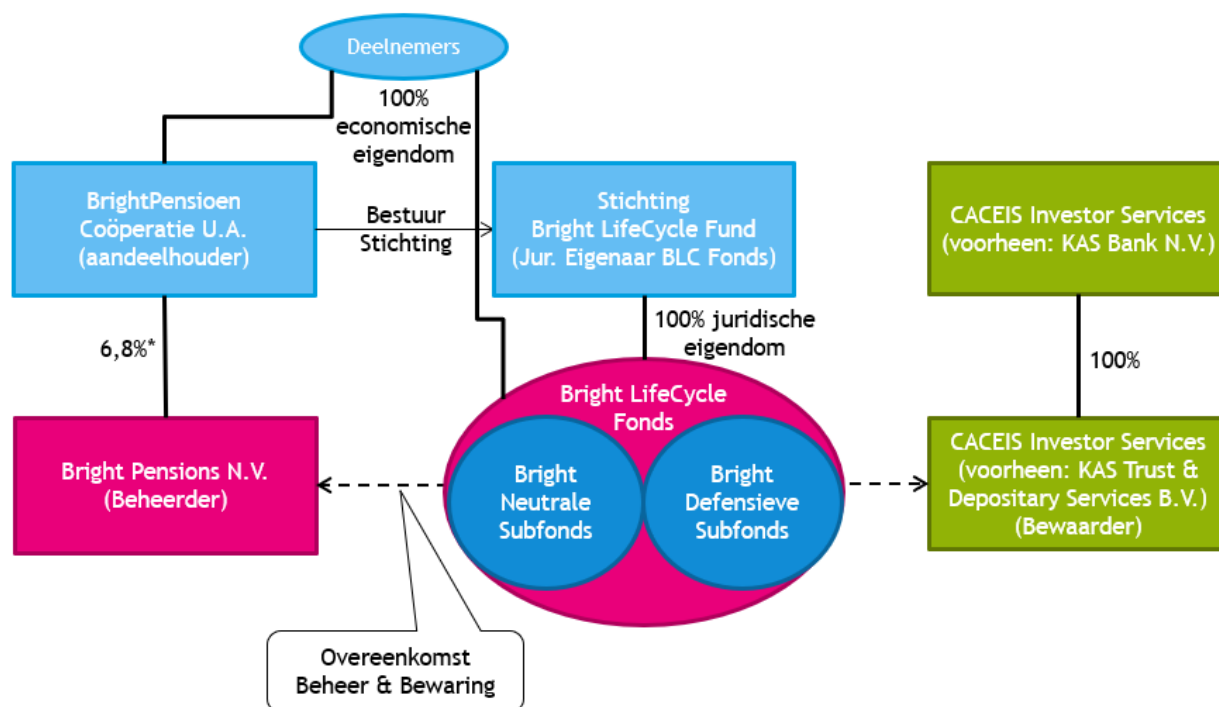 Deelnemers
100%
economische
eigendom
BrightPensioen
Coöperatie U.A.
(aandeelhouder)
Bestuur
Stichting
Stichting
Bright LifeCycle Fund
(Jur. Eigenaar BLC Fonds)
CACEIS Investor Services
(voorheen: KAS Bank N.V.)
6,8%*
100% juridische
eigendom
100%
Bright LifeCycle
Fonds
Bright Pensions N.V.
(Beheerder)
Bright
Neutrale
Subfonds
Bright
Defensieve
Subfonds
CACEIS Investor Services
(voorheen: KAS Trust &
Depositary Services B.V.)
(Bewaarder)
Overeenkomst
Beheer & Bewaring